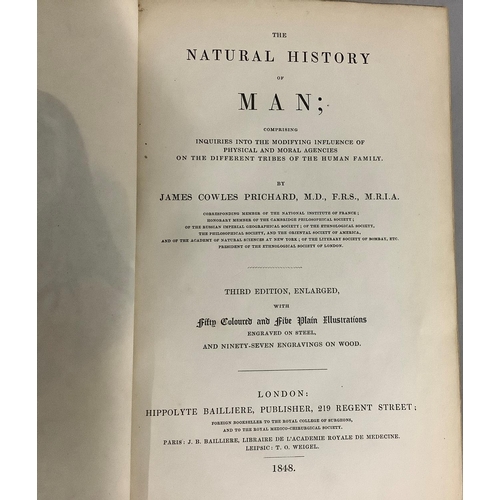 THE
NATURAL HISTORY
OF
MAN;
COMPRISING
INQUIRIES INTO THE MODIFYING INFLUENCE OF
PHYSICAL AND MORAL AGENCIES
ON THE DIFFERENT TRIBES OF THE HUMAN FAMILY.
BY
JAMES COWLES PRICHARD, M.D., F.R.S., M.R.I.A.
CORRESPONDING MEMBER OF THE NATIONAL INSTITUTE OF FRANCE;
HONORARY MEMBER OF THE CAMBRIDGE PHILOSOPHICAL SOCIETY;
OF THE RUSSIAN IMPERIAL GEOGRAPHICAL SOCIETY; OF THE ETHNOLOGICAL SOCIETY,
THE PHILOSOPHICAL SOCIETY, AND THE ORIENTAL SOCIETY OF AMERICA,
AND OF THE ACADEMY OF NATURAL SCIENCES AT NEW YORK; OF THE LITERARY SOCIETY OF BOMBAY, ETC.
PRESIDENT OF THE ETHNOLOGICAL SOCIETY OF LONDON.
THIRD EDITION, ENLARGED,
WITH
Fifty Coloured and Five Plain Illustrations
ENGRAVED ON STEEL,
AND NINETY-SEVEN ENGRAVINGS ON WOOD.
LONDON:
HIPPOLYTE BAILLIERE, PUBLISHER, 219 REGENT STREET;
FOREIGN BOOKSELLER TO THE ROYAL COLLEGE OF SURGEONS,
AND TO THE ROYAL MEDICO-CHIRURGICAL SOCIETY.
PARIS: J. B. BAILLIERE, LIBRAIRE DE L'ACADEMIE ROYALE DE MEDECINE.
LEIPSIC: T. O. WEIGEL.
1848.